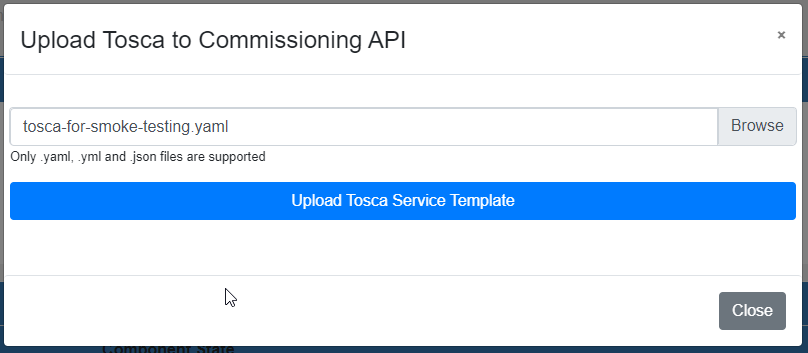 Upload Tosca to Commissioning API
×
tosca-for-smoke-testing.yaml
Browse
Only .yaml, .yml and .json files are supported
Upload Tosca Service Template
Close
Component State